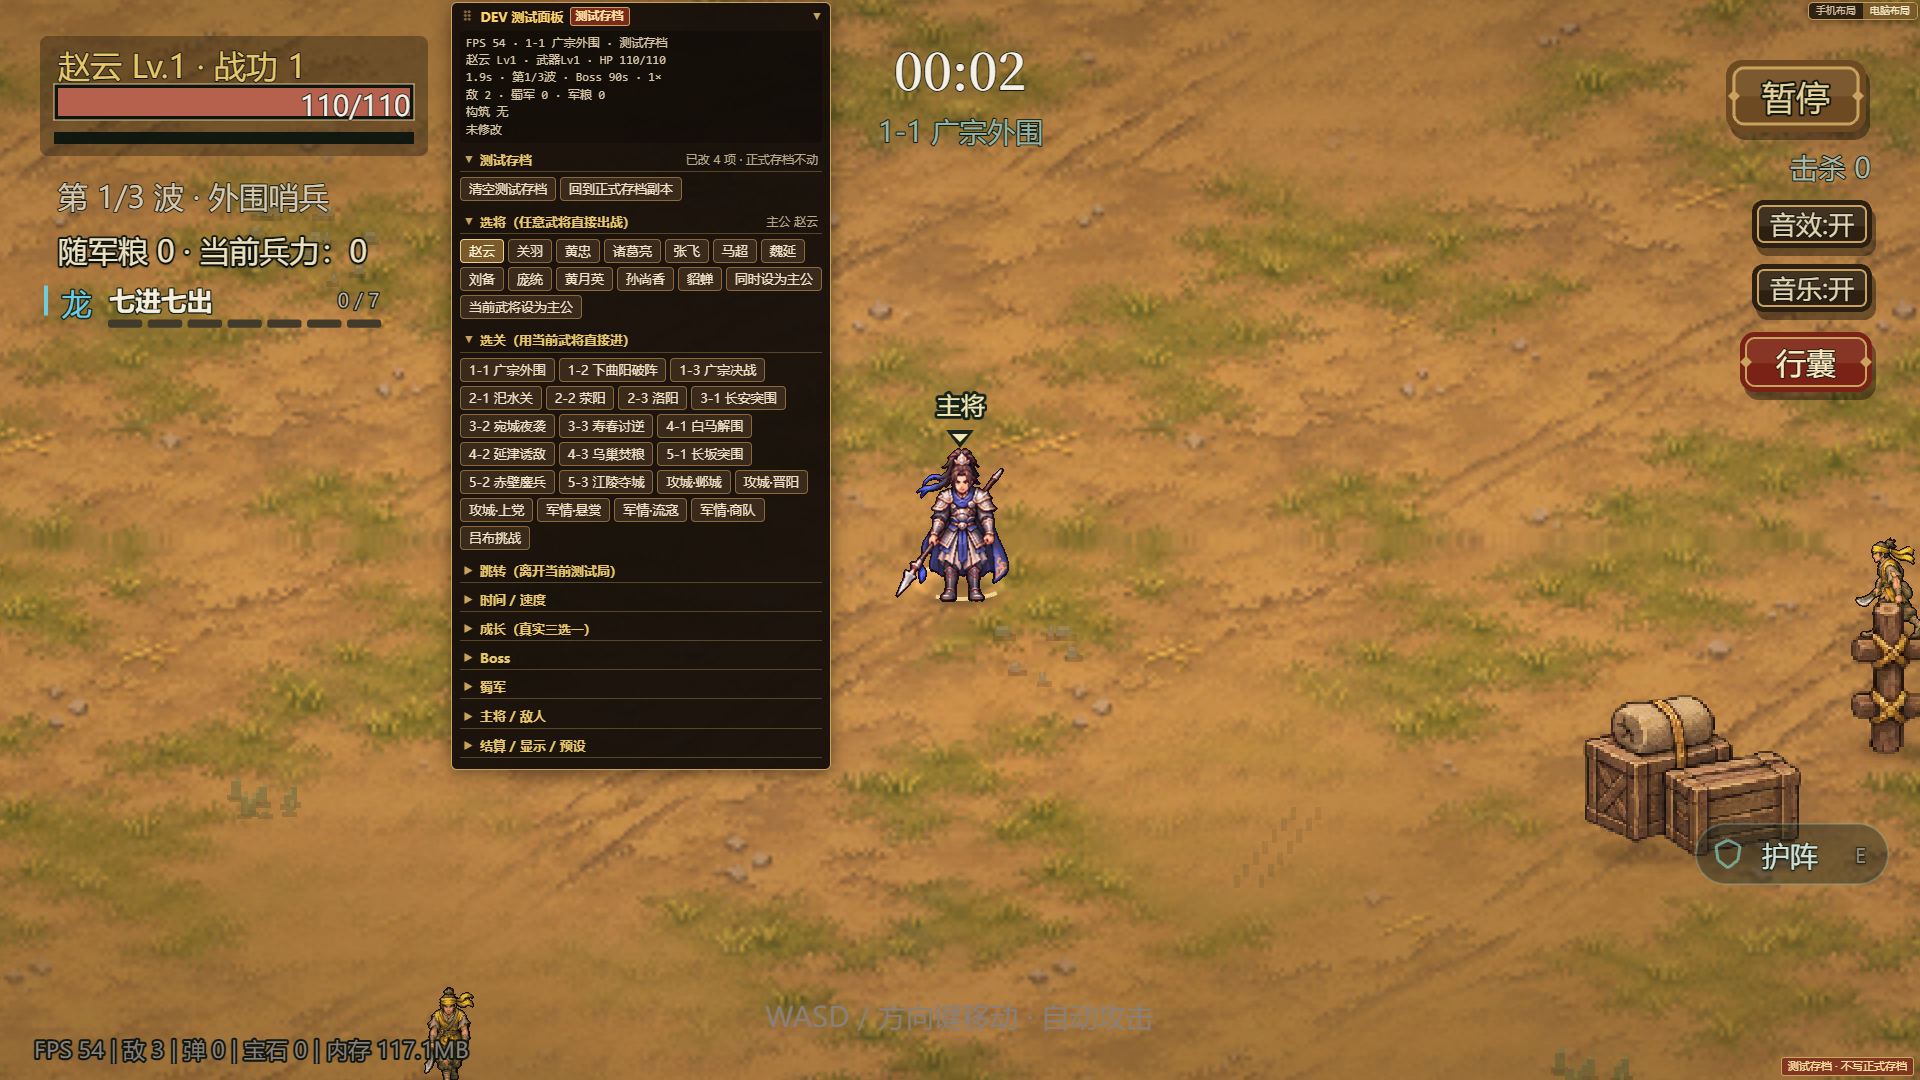 赵云 Lv.1 · 战功 1
110/110
第 1/3 波 · 外围哨兵
随军粮 0 · 当前兵力：0
龙 七进七出 0/7
DEV 测试面板 测试存档 ▼
FPS 54 · 1-1 广宗外围 · 测试存档
赵云 Lv1 · 武器Lv1 · HP 110/110
1.9s · 第1/3波 · Boss 90s · 1×
敌 2 · 蜀军 0 · 军粮 0
构筑 无
未修改
▼ 测试存档 已改 4 项 · 正式存档不动
清空测试存档 回到正式存档副本
▼ 选将（任意武将直接出战） 主公 赵云
赵云 关羽 黄忠 诸葛亮 张飞 马超 魏延
刘备 庞统 黄月英 孙尚香 貂蝉 同时设为主公
当前武将设为主公
▼ 选关（用当前武将直接进）
1-1 广宗外围 1-2 下曲阳破阵 1-3 广宗决战
2-1 汜水关 2-2 荥阳 2-3 洛阳 3-1 长安突围
3-2 宛城夜袭 3-3 寿春讨逆 4-1 白马解围
4-2 延津诱敌 4-3 乌巢焚粮 5-1 长坂突围
5-2 赤壁鏖兵 5-3 江陵夺城 攻城·邺城 攻城·晋阳
攻城·上党 军情·悬赏 军情·流寇 军情·商队
吕布挑战
▶ 跳转（离开当前测试局）
▶ 时间 / 速度
▶ 成长（真实三选一）
▶ Boss
▶ 蜀军
▶ 主将 / 敌人
▶ 结算 / 显示 / 预设
00:02
1-1 广宗外围
主将
手机布局 电脑布局
暂停
击杀 0
音效:开
音乐:开
行囊
护阵 E
WASD / 方向键移动 · 自动攻击
FPS 54 | 敌 3 | 弹 0 | 宝石 0 | 内存 117.1MB
测试存档 · 不写正式存档